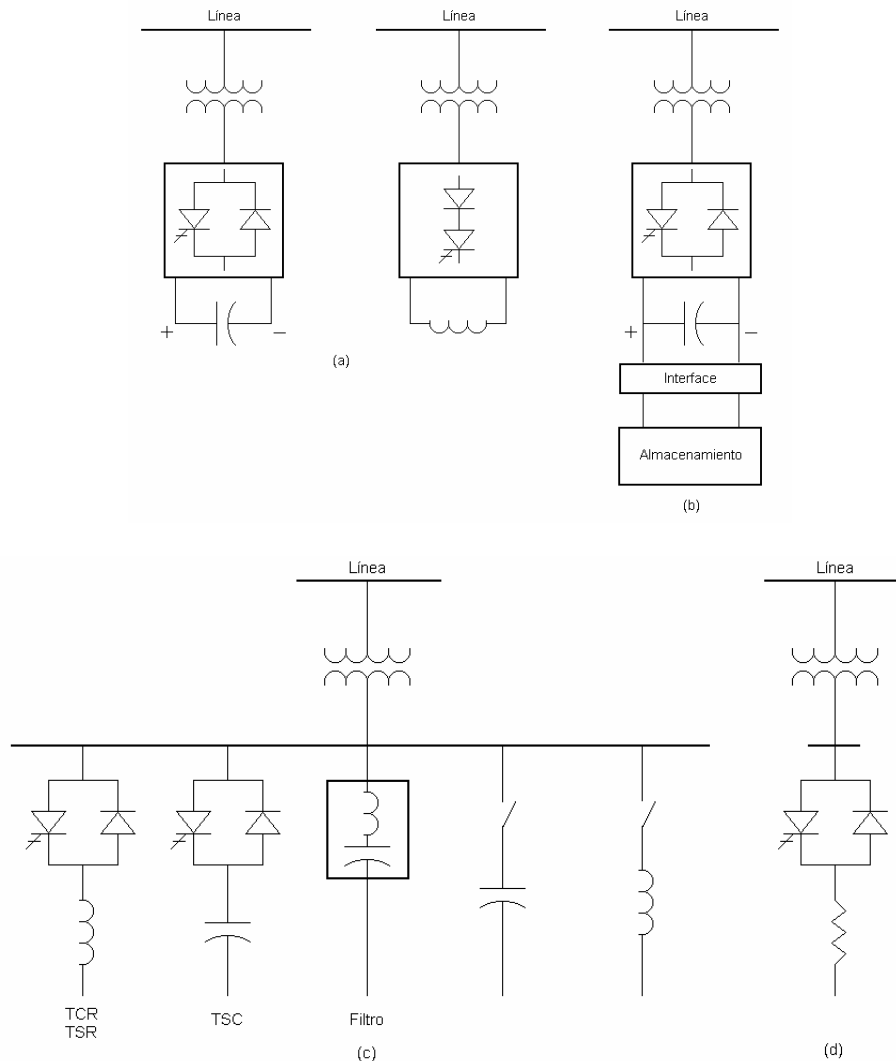 Línea
Línea
Línea
+
−
+
−
(a)
Interface
Almacenamiento
(b)
Línea
Línea
TCR
TSR
TSC
Filtro
(c)
(d)